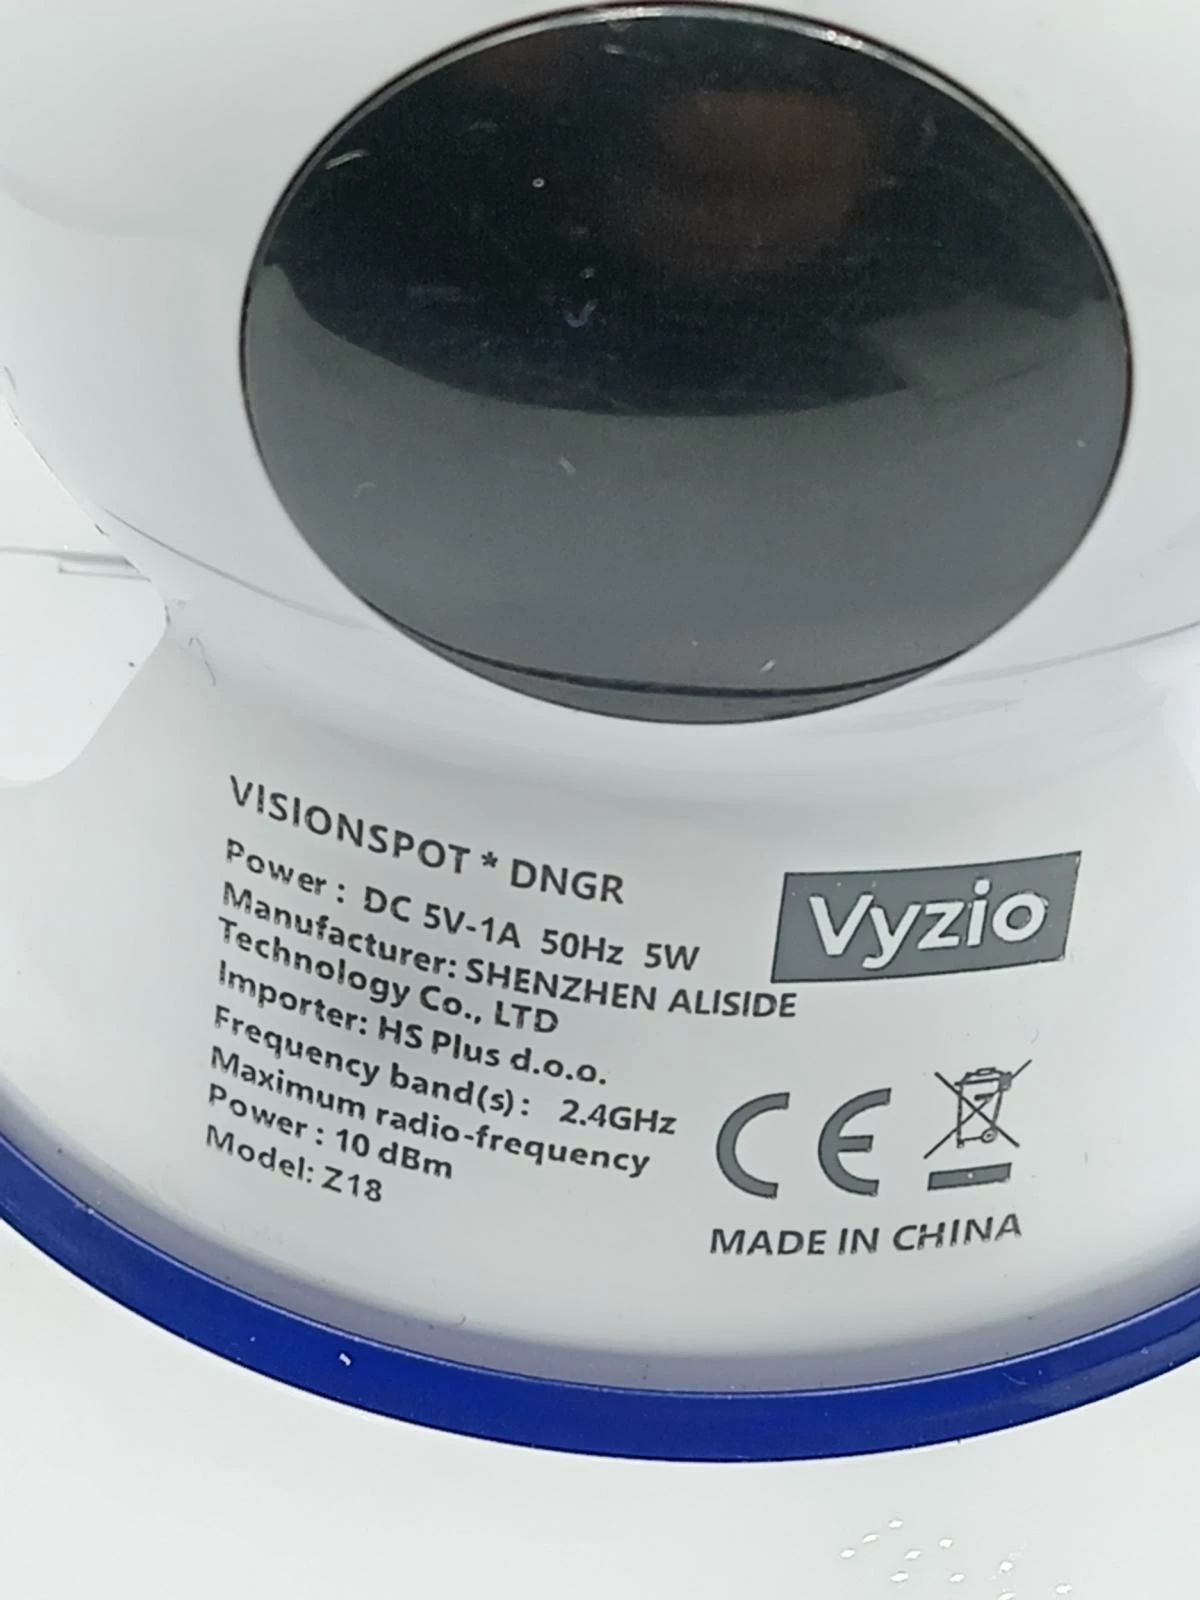 VISIONSPOT * DNGR
Power : DC 5V-1A 50Hz 5W
Manufacturer: SHENZHEN ALISIDE
Technology Co., LTD
Importer: HS Plus d.o.o.
Frequency band(s) : 2.4GHz
Maximum radio-frequency
Power : 10 dBm
Model: Z18
Vyzio
CE
MADE IN CHINA